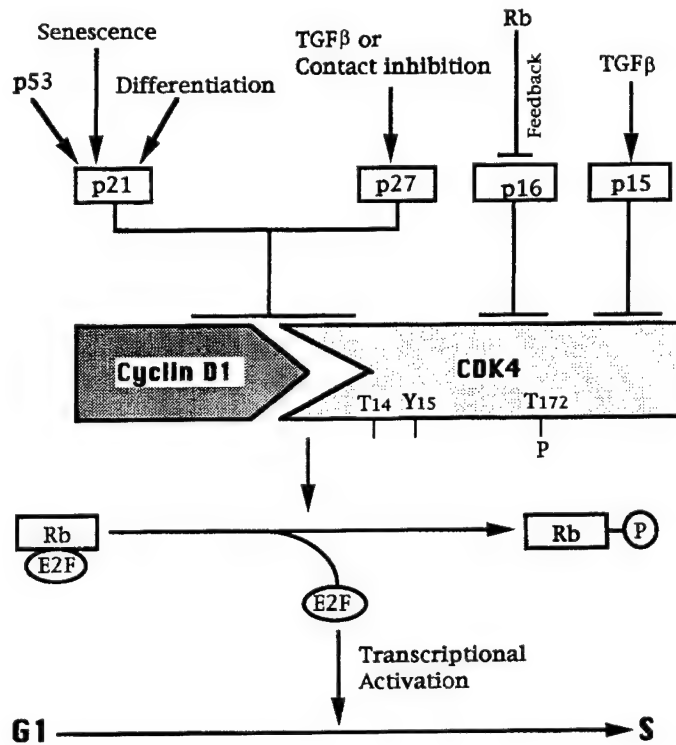 Senescence
p53
Differentiation
TGFβ or
Contact inhibition
Rb
Feedback
TGFβ
p21
p27
p16
p15
Cyclin D1
CDK4
T14
Y15
T172
P
Rb
E2F
Rb
P
E2F
Transcriptional
Activation
G1
S